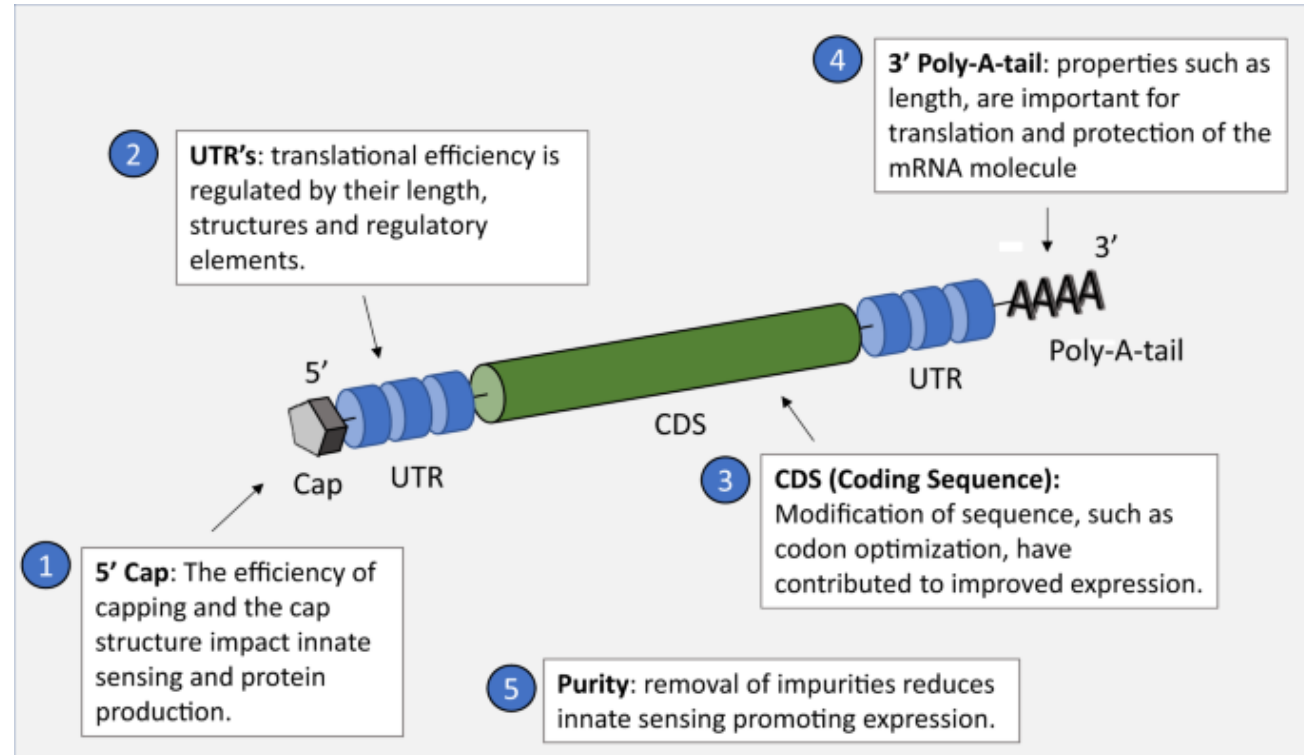 1
5' Cap: The efficiency of
capping and the cap
structure impact innate
sensing and protein
production.
2
UTR's: translational efficiency is
regulated by their length,
structures and regulatory
elements.
3
CDS (Coding Sequence):
Modification of sequence, such as
codon optimization, have
contributed to improved expression.
4
3' Poly-A-tail: properties such as
length, are important for
translation and protection of the
mRNA molecule
5
Purity: removal of impurities reduces
innate sensing promoting expression.
5'
Cap
UTR
CDS
UTR
AAAA
3'
Poly-A-tail